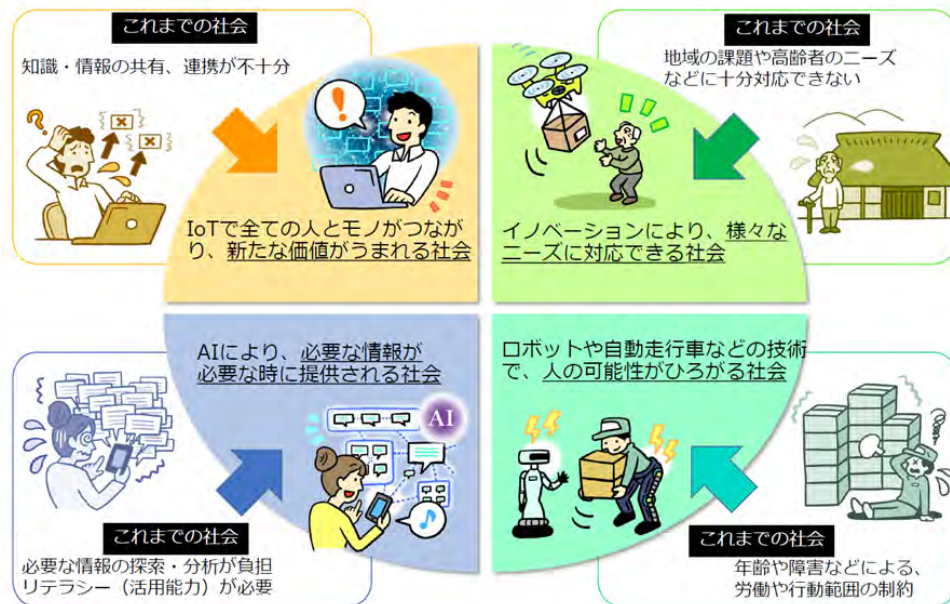 これまでの社会
知識・情報の共有、連携が不十分
IoTで全ての人とモノがつなが
り、新たな価値がうまれる社会
これまでの社会
地域の課題や高齢者のニーズ
などに十分対応できない
イノベーションにより、様々な
ニーズに対応できる社会
AIにより、必要な情報が
必要な時に提供される社会
AI
これまでの社会
必要な情報の探索・分析が負担
リテラシー（活用能力）が必要
ロボットや自動走行車などの技術
で、人の可能性がひろがる社会
これまでの社会
年齢や障害などによる、
労働や行動範囲の制約